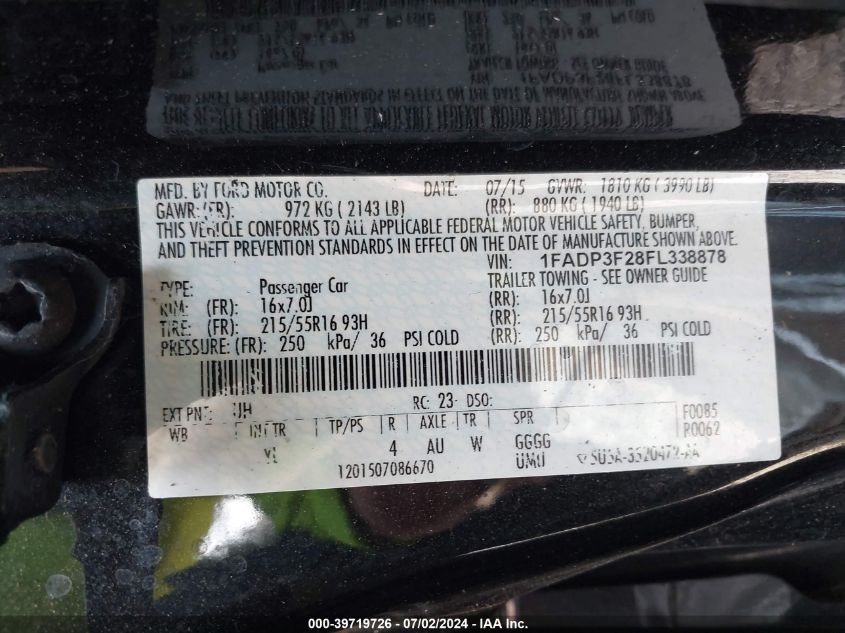 MFD. BY FORD MOTOR CO. DATE: 07/15 GVWR: 1810 KG ( 3990 LB)
GAWR: (FR): 972 KG ( 2143 LB) (RR): 880 KG ( 1940 LB)
THIS VEHICLE CONFORMS TO ALL APPLICABLE FEDERAL MOTOR VEHICLE SAFETY, BUMPER,
AND THEFT PREVENTION STANDARDS IN EFFECT ON THE DATE OF MANUFACTURE SHOWN ABOVE.
VIN: 1FADP3F28FL338878
TYPE: Passenger Car TRAILER TOWING - SEE OWNER GUIDE
RIM: (FR): 16x7.0J (RR): 16x7.0J
TIRE: (FR): 215/55R16 93H (RR): 215/55R16 93H
PRESSURE: (FR): 250 kPa/ 36 PSI COLD (RR): 250 kPa/ 36 PSI COLD
EXT PNT: RC: 23 DSO:
WB TR TP/PS R AXLE TR SPR F0085
4 AU W GGGG R0062
1201507086670
000-39719726 / 07/02/2024 - IAAI.COM